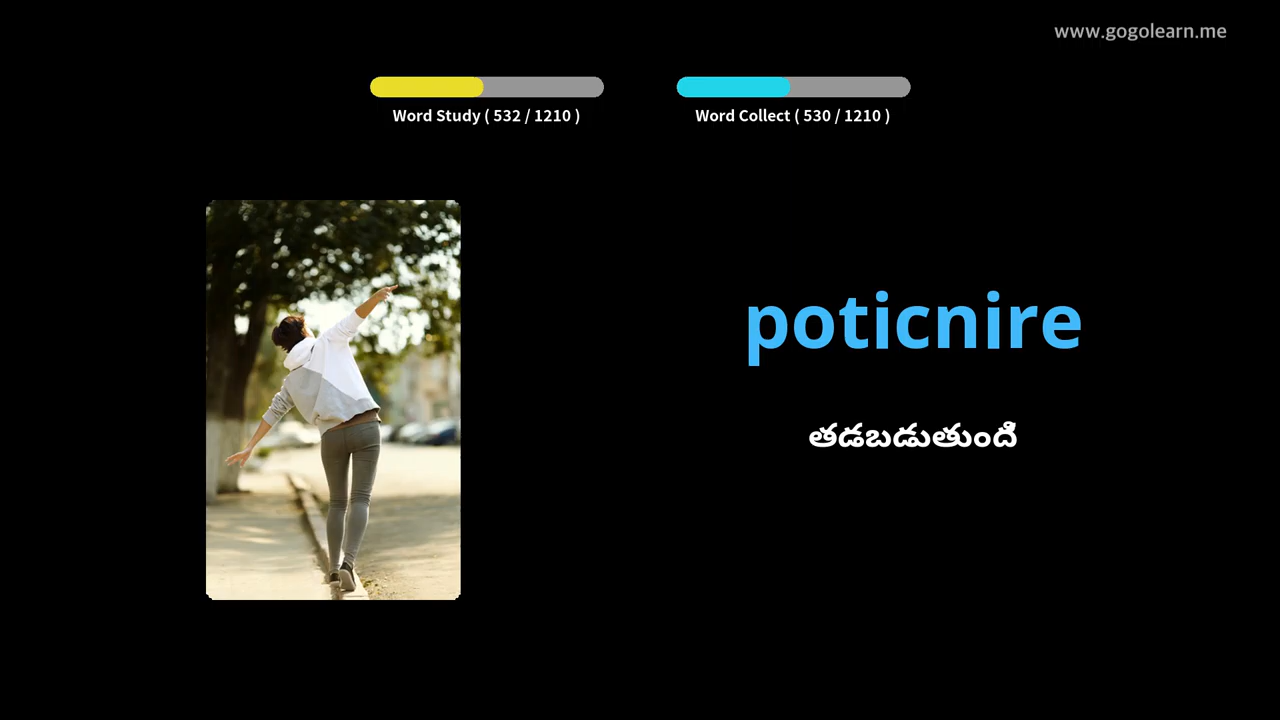 www.gogolearn.me
Word Study ( 532 / 1210 )
Word Collect ( 530 / 1210 )
poticnire
తడబడుతుంది